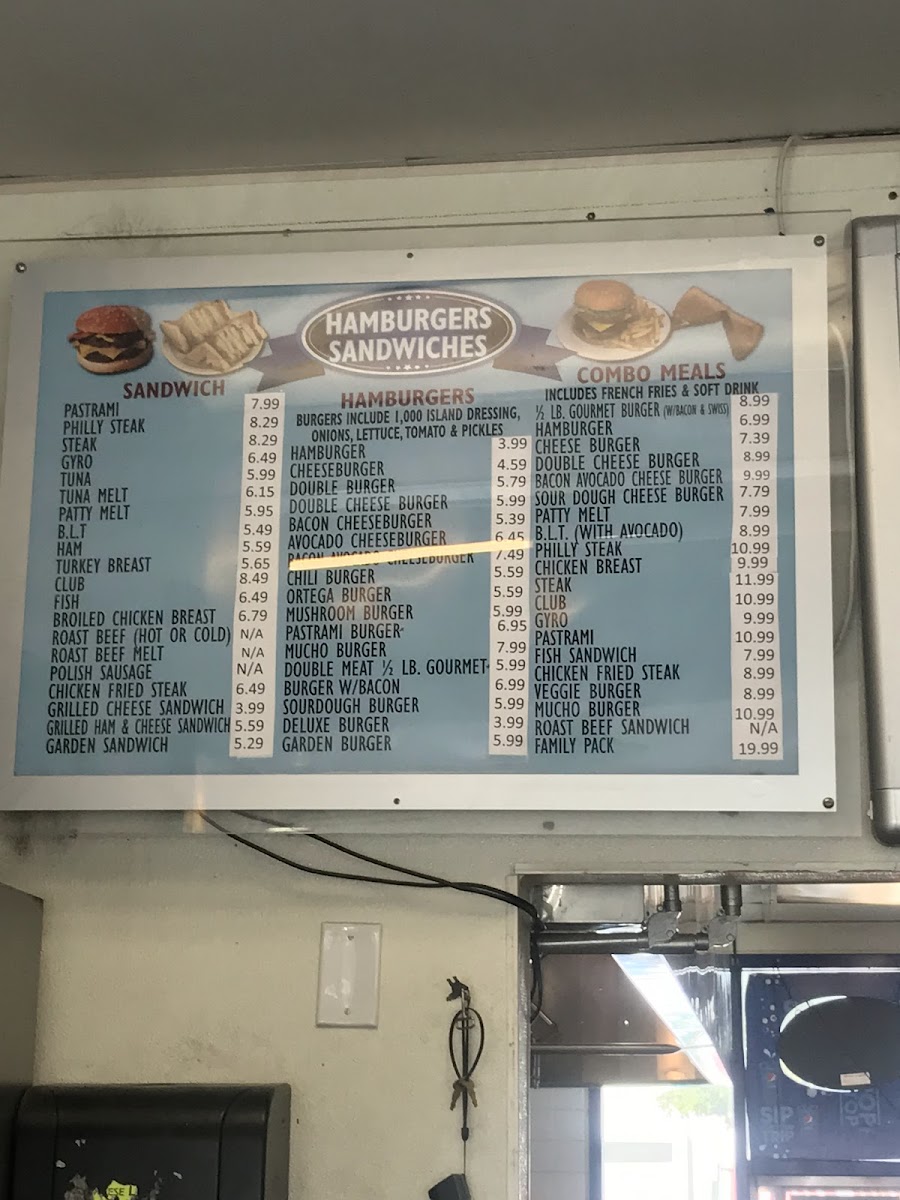 HAMBURGERS
SANDWICHES
SANDWICH
PASTRAMI 7.99
PHILLY STEAK 8.29
STEAK 8.29
GYRO 6.49
TUNA 5.99
TUNA MELT 6.15
PATTY MELT 5.95
B.L.T 5.49
HAM 5.59
TURKEY BREAST 5.65
CLUB 8.49
FISH 6.49
BROILED CHICKEN BREAST 6.79
ROAST BEEF (HOT OR COLD) N/A
ROAST BEEF MELT N/A
POLISH SAUSAGE N/A
CHICKEN FRIED STEAK 6.49
GRILLED CHEESE SANDWICH 3.99
GRILLED HAM & CHEESE SANDWICH 5.59
GARDEN SANDWICH 5.29
HAMBURGERS
BURGERS INCLUDE 1,000 ISLAND DRESSING,
ONIONS, LETTUCE, TOMATO & PICKLES
HAMBURGER 3.99
CHEESEBURGER 4.59
DOUBLE BURGER 5.79
DOUBLE CHEESE BURGER 5.99
BACON CHEESEBURGER 5.39
AVOCADO CHEESEBURGER 6.45
BACON AVOCADO CHEESEBURGER 7.49
CHILI BURGER 5.59
ORTEGA BURGER 5.59
MUSHROOM BURGER 5.99
PASTRAMI BURGER 6.95
MUCHO BURGER 7.99
DOUBLE MEAT ½ LB. GOURMET 5.99
BURGER W/BACON 6.99
SOURDOUGH BURGER 5.99
DELUXE BURGER 3.99
GARDEN BURGER 5.99
COMBO MEALS
INCLUDES FRENCH FRIES & SOFT DRINK
½ LB. GOURMET BURGER (W/BACON & SWISS) 8.99
HAMBURGER 6.99
CHEESE BURGER 7.39
DOUBLE CHEESE BURGER 8.99
BACON AVOCADO CHEESE BURGER 9.99
SOUR DOUGH CHEESE BURGER 7.79
PATTY MELT 7.99
B.L.T. (WITH AVOCADO) 8.99
PHILLY STEAK 10.99
CHICKEN BREAST 9.99
STEAK 11.99
CLUB 10.99
GYRO 9.99
PASTRAMI 10.99
FISH SANDWICH 7.99
CHICKEN FRIED STEAK 8.99
VEGGIE BURGER 8.99
MUCHO BURGER 10.99
ROAST BEEF SANDWICH N/A
FAMILY PACK 19.99
SIP